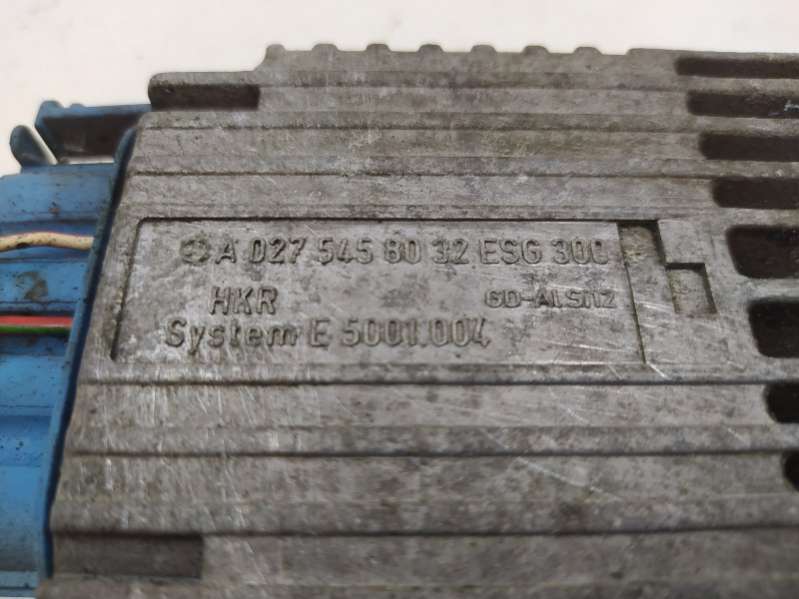 A 027 545 80 32 ESG 300
HKR GD-AlSi12
System E 5001.004